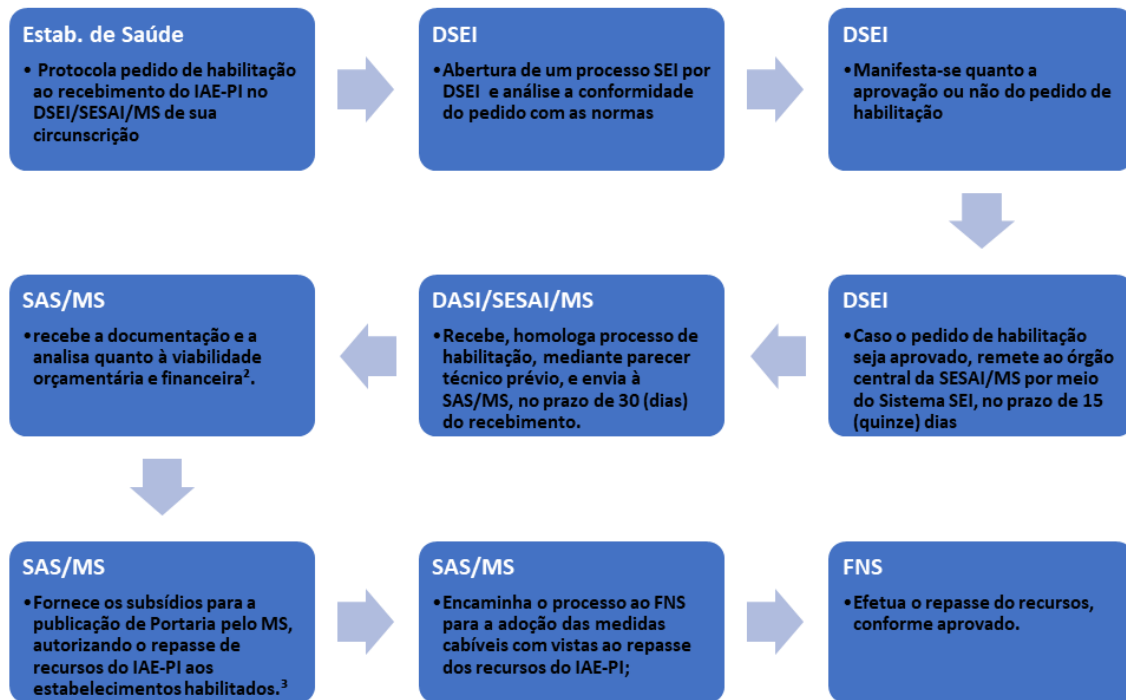 Estab. de Saúde
• Protocola pedido de habilitação
ao recebimento do IAE-PI no
DSEI/SESAI/MS de sua
circunscrição
DSEI
•Abertura de um processo SEI por
DSEI e análise a conformidade
do pedido com as normas
DSEI
•Manifesta-se quanto a
aprovação ou não do pedido de
habilitação
DSEI
•Caso o pedido de habilitação
seja aprovado, remete ao órgão
central da SESAI/MS por meio
do Sistema SEI, no prazo de 15
(quinze) dias
DASI/SESAI/MS
•Recebe, homologa processo de
habilitação, mediante parecer
técnico prévio, e envia à
SAS/MS, no prazo de 30 (dias)
do recebimento.
SAS/MS
•recebe a documentação e a
analisa quanto à viabilidade
orçamentária e financeira².
SAS/MS
•Fornece os subsídios para a
publicação de Portaria pelo MS,
autorizando o repasse de
recursos do IAE-PI aos
estabelecimentos habilitados.³
SAS/MS
•Encaminha o processo ao FNS
para a adoção das medidas
cabíveis com vistas ao repasse
dos recursos do IAE-PI;
FNS
•Efetua o repasse do recursos,
conforme aprovado.